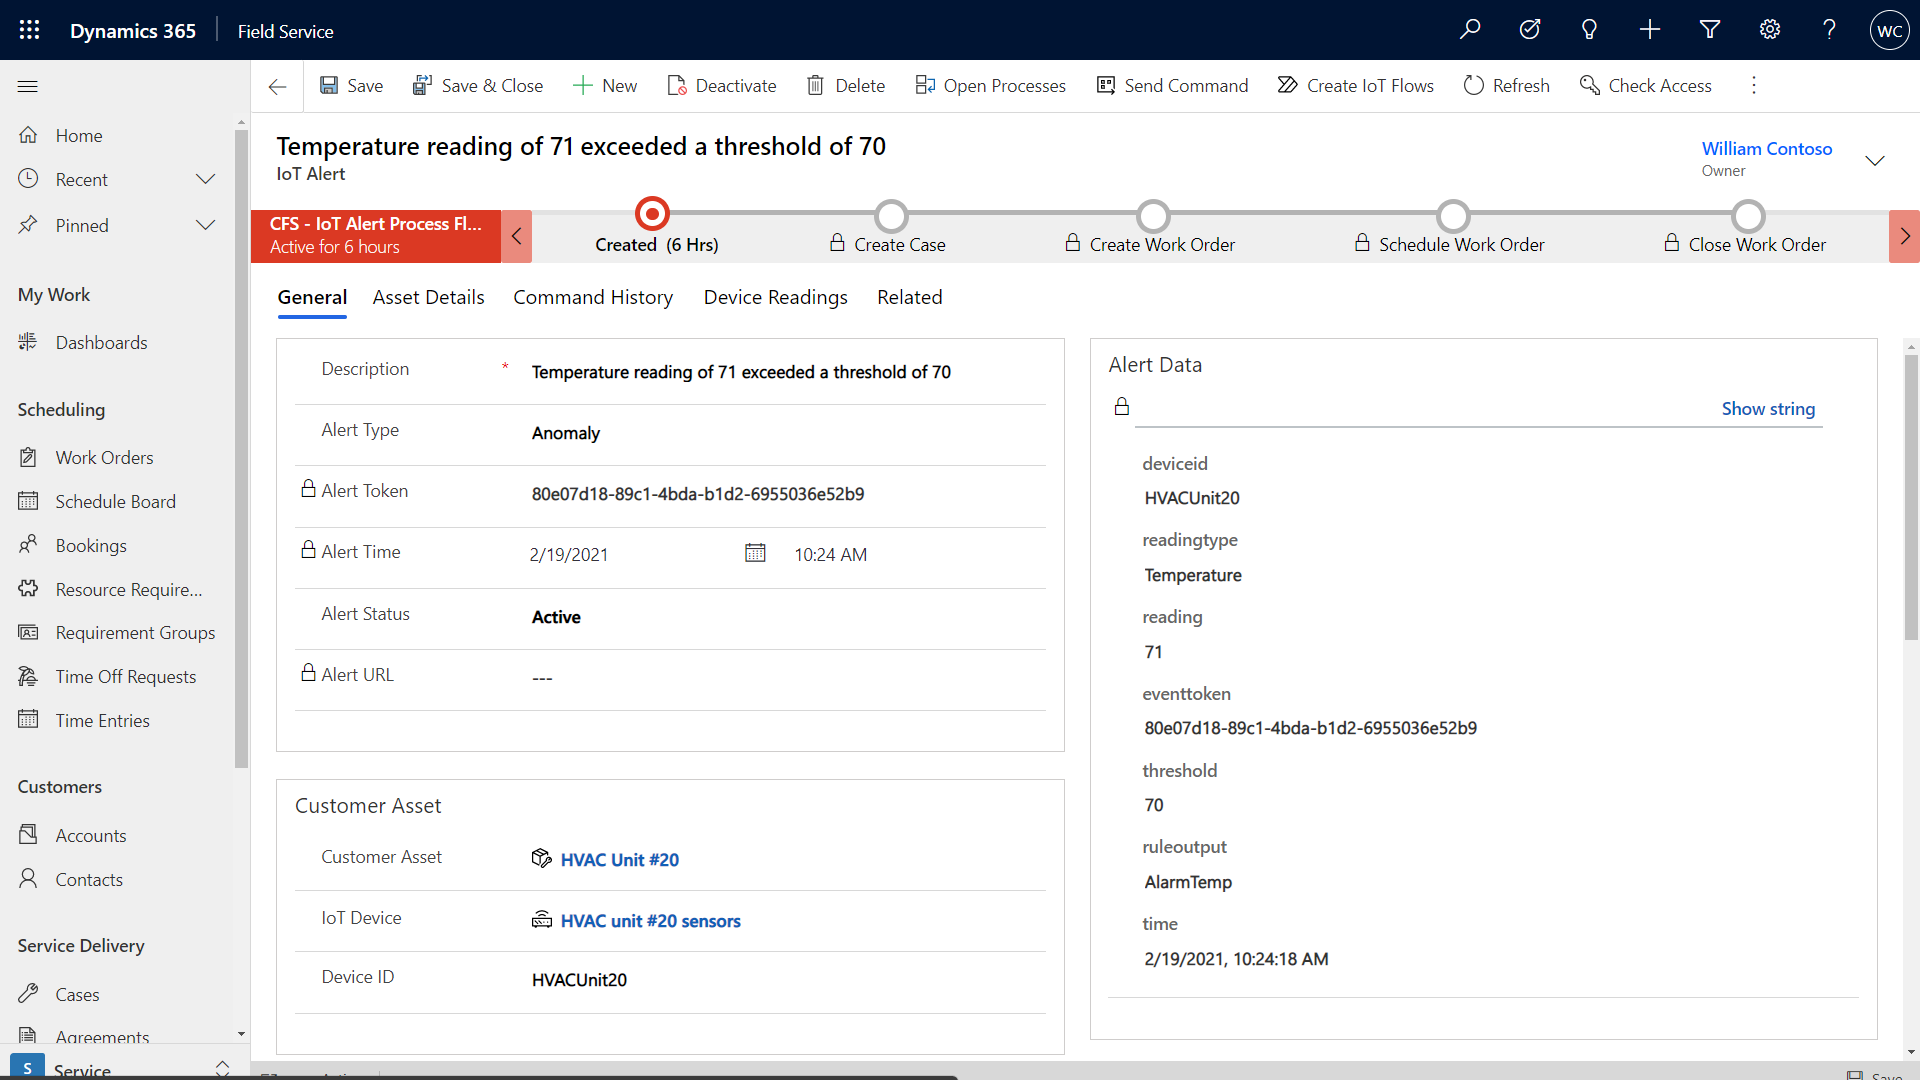 Dynamics 365
Field Service
WC
Save
Save & Close
New
Deactivate
Delete
Open Processes
Send Command
Create IoT Flows
Refresh
Check Access
Home
Recent
Pinned
My Work
Dashboards
Scheduling
Work Orders
Schedule Board
Bookings
Resource Require...
Requirement Groups
Time Off Requests
Time Entries
Customers
Accounts
Contacts
Service Delivery
Cases
Agreements
S
Service
Temperature reading of 71 exceeded a threshold of 70
IoT Alert
William Contoso
Owner
CFS - IoT Alert Process Fl...
Active for 6 hours
Created (6 Hrs)
Create Case
Create Work Order
Schedule Work Order
Close Work Order
General
Asset Details
Command History
Device Readings
Related
Description * Temperature reading of 71 exceeded a threshold of 70
Alert Type Anomaly
Alert Token 80e07d18-89c1-4bda-b1d2-6955036e52b9
Alert Time 2/19/2021 10:24 AM
Alert Status Active
Alert URL ---
Customer Asset
Customer Asset HVAC Unit #20
IoT Device HVAC unit #20 sensors
Device ID HVACUnit20
Alert Data
Show string
deviceid
HVACUnit20
readingtype
Temperature
reading
71
eventtoken
80e07d18-89c1-4bda-b1d2-6955036e52b9
threshold
70
ruleoutput
AlarmTemp
time
2/19/2021, 10:24:18 AM
Save